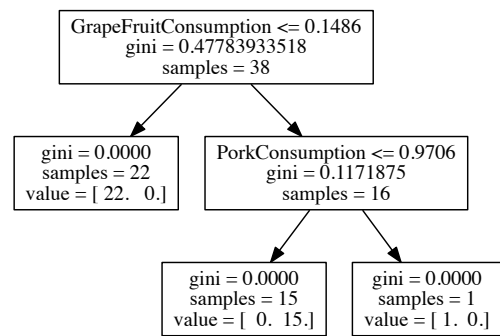 GrapeFruitConsumption <= 0.1486
gini = 0.47783933518
samples = 38
gini = 0.0000
samples = 22
value = [ 22. 0.]
PorkConsumption <= 0.9706
gini = 0.1171875
samples = 16
gini = 0.0000
samples = 15
value = [ 0. 15.]
gini = 0.0000
samples = 1
value = [ 1. 0.]